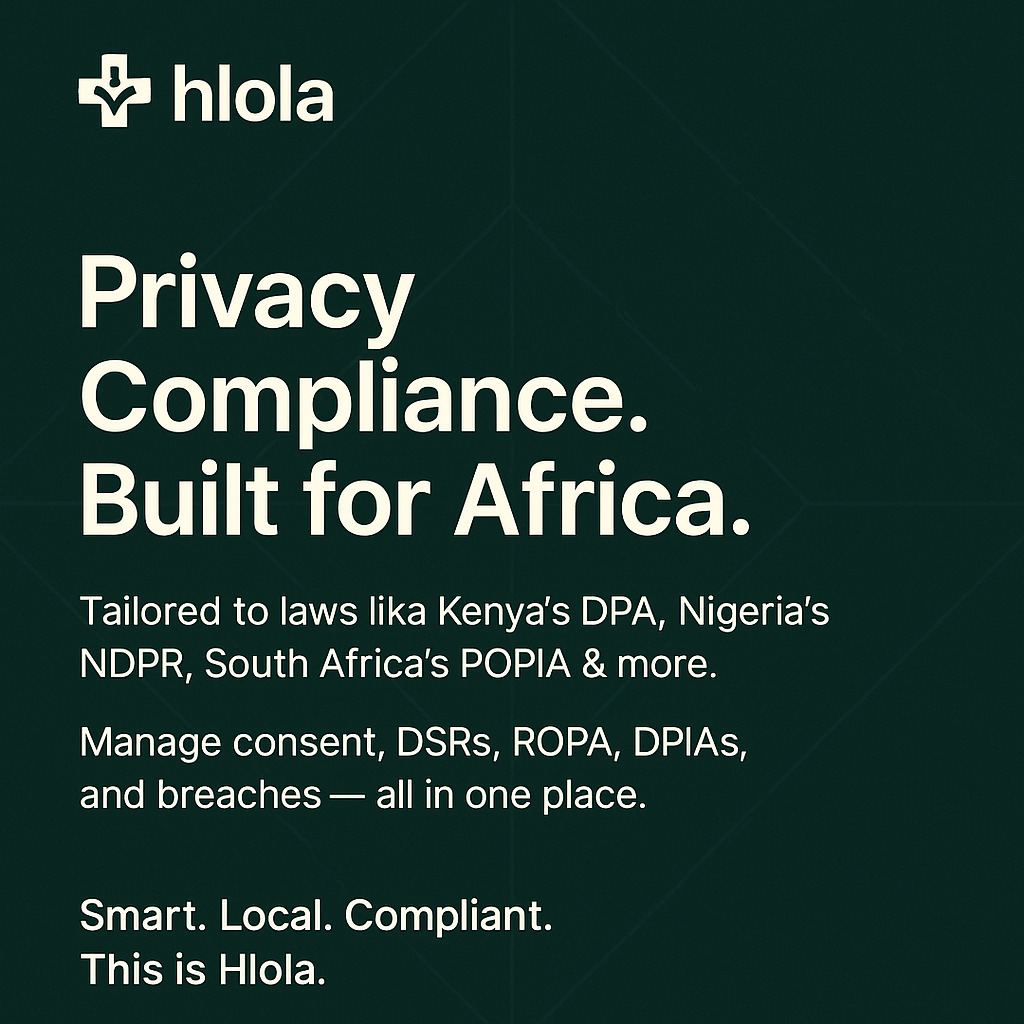 hlola
Privacy
Compliance.
Built for Africa.
Tailored to laws lika Kenya’s DPA, Nigeria’s
NDPR, South Africa’s POPIA & more.
Manage consent, DSRs, ROPA, DPIAs,
and breaches — all in one place.
Smart. Local. Compliant.
This is Hlola.